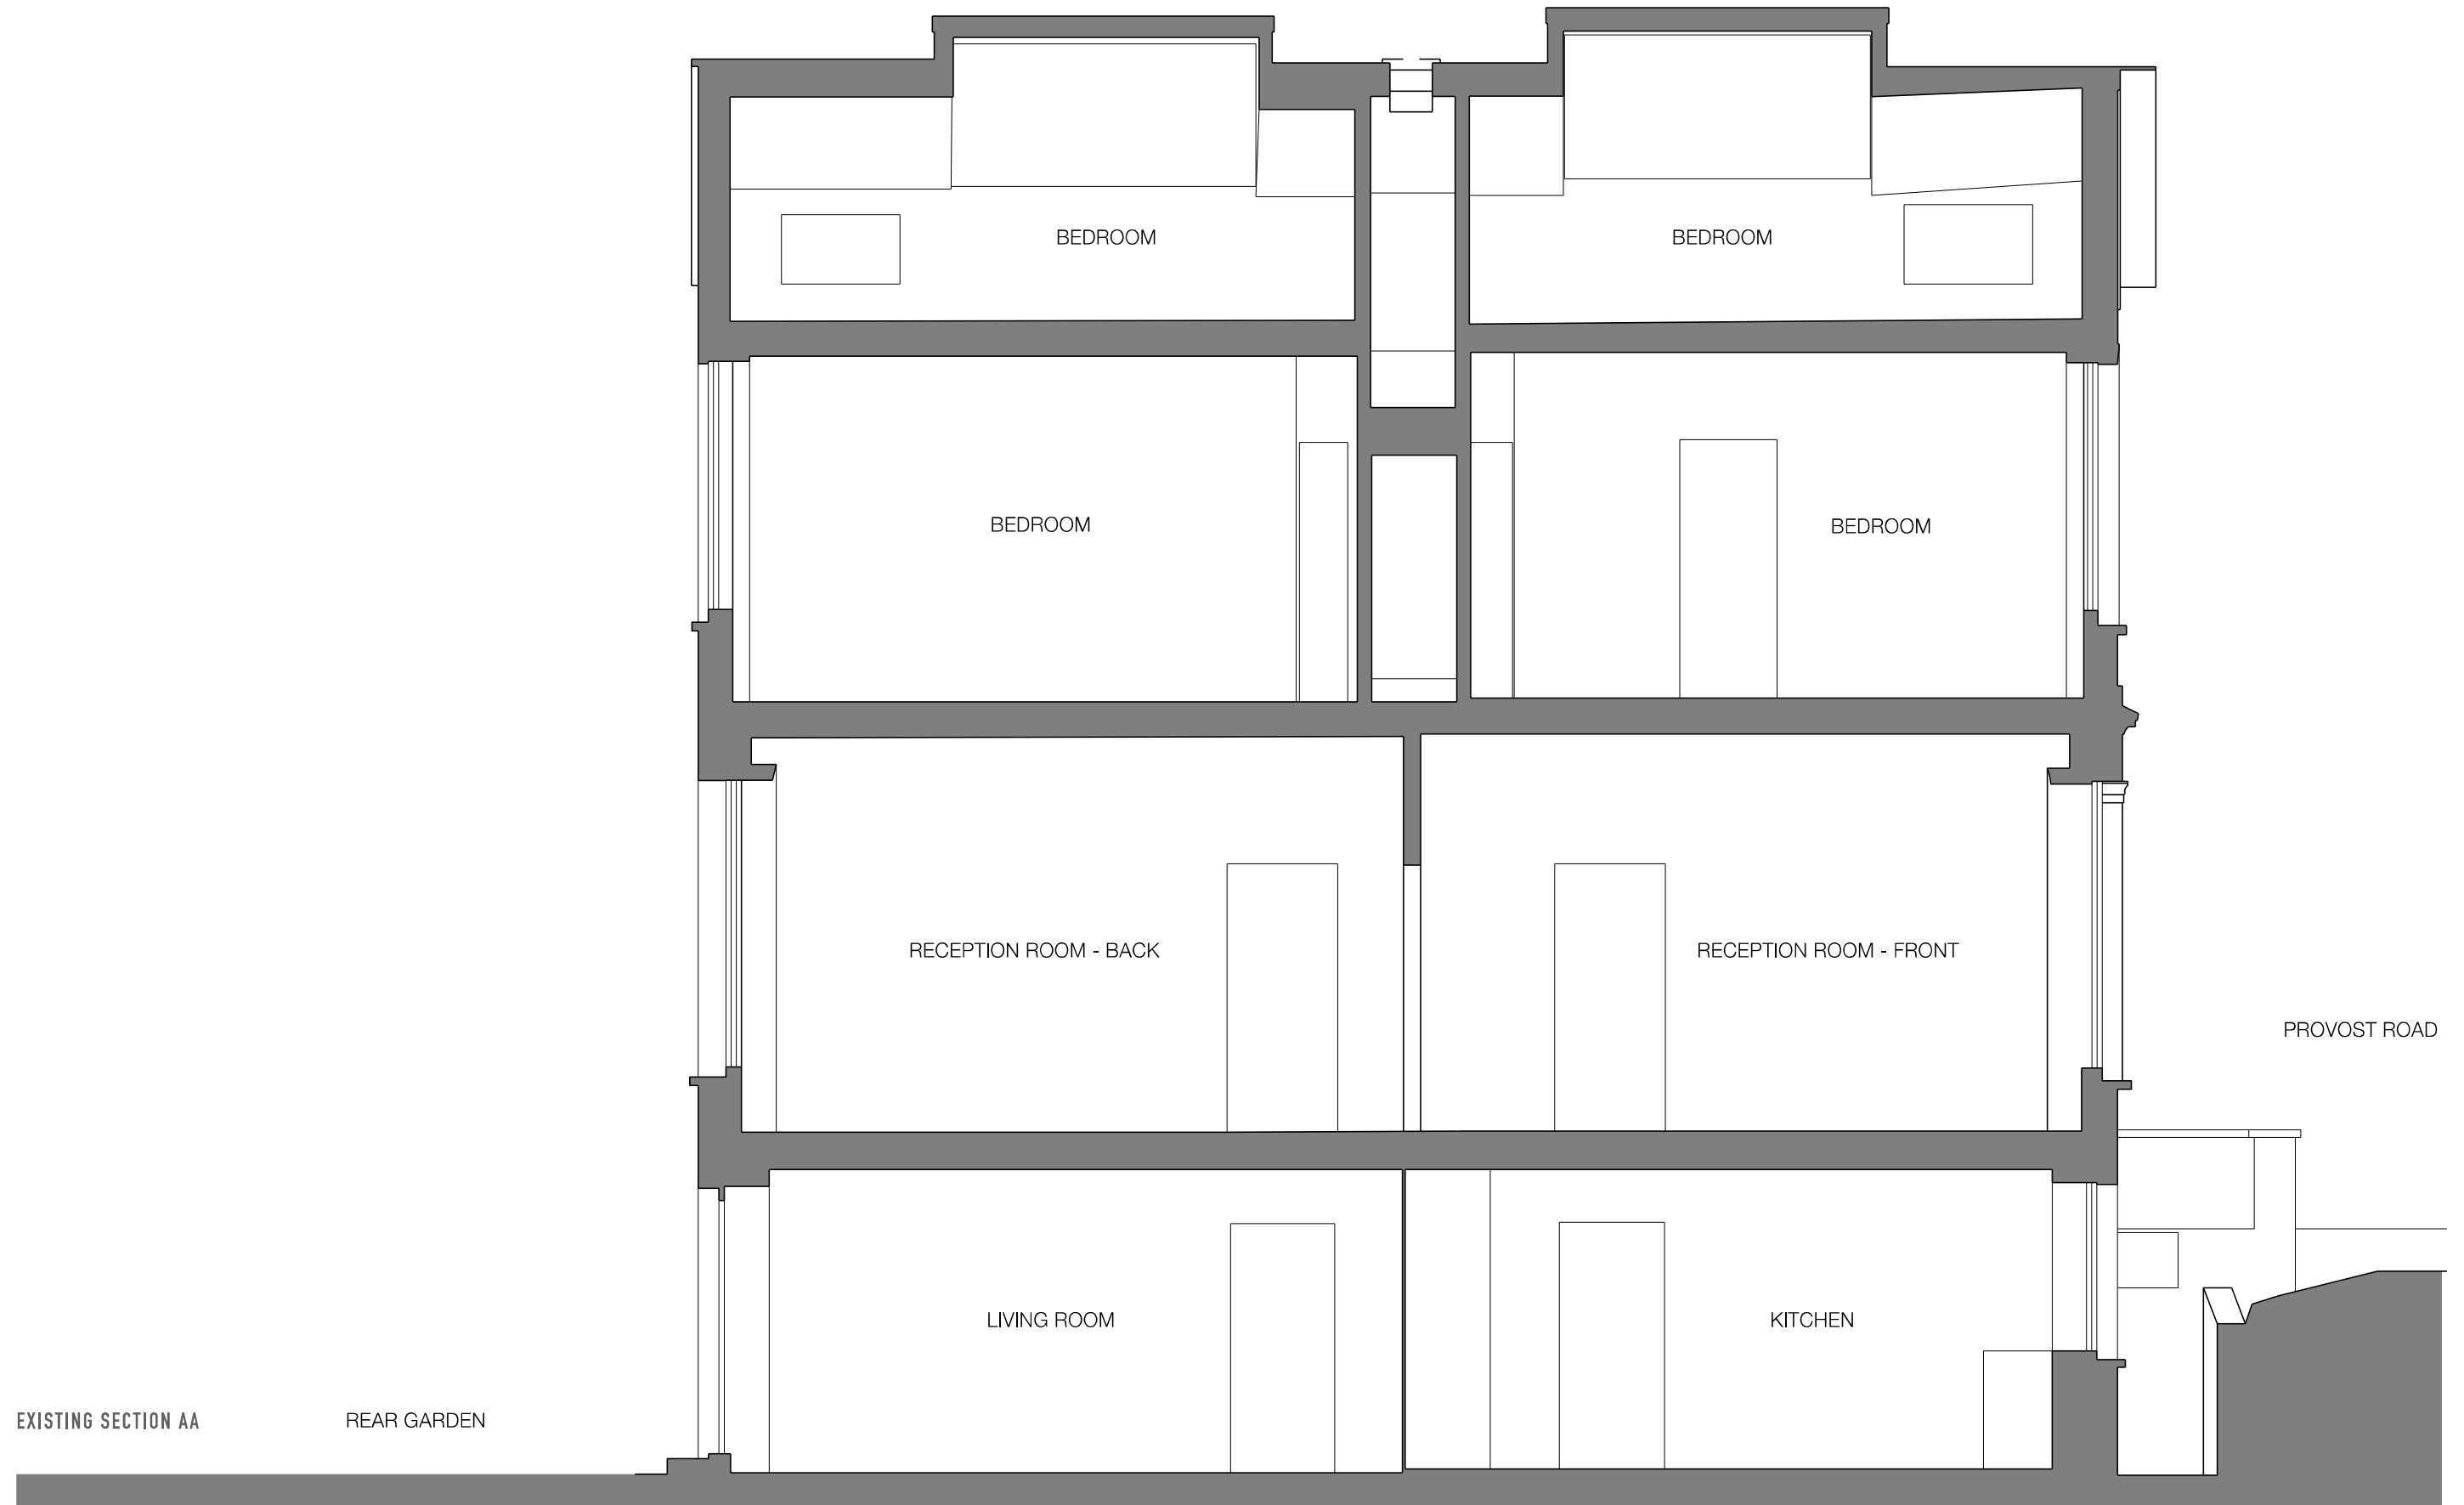 BEDROOM
BEDROOM
BEDROOM
BEDROOM
RECEPTION ROOM - BACK
RECEPTION ROOM - FRONT
PROVOST ROAD
LIVING ROOM
KITCHEN
EXISTING SECTION AA
REAR GARDEN